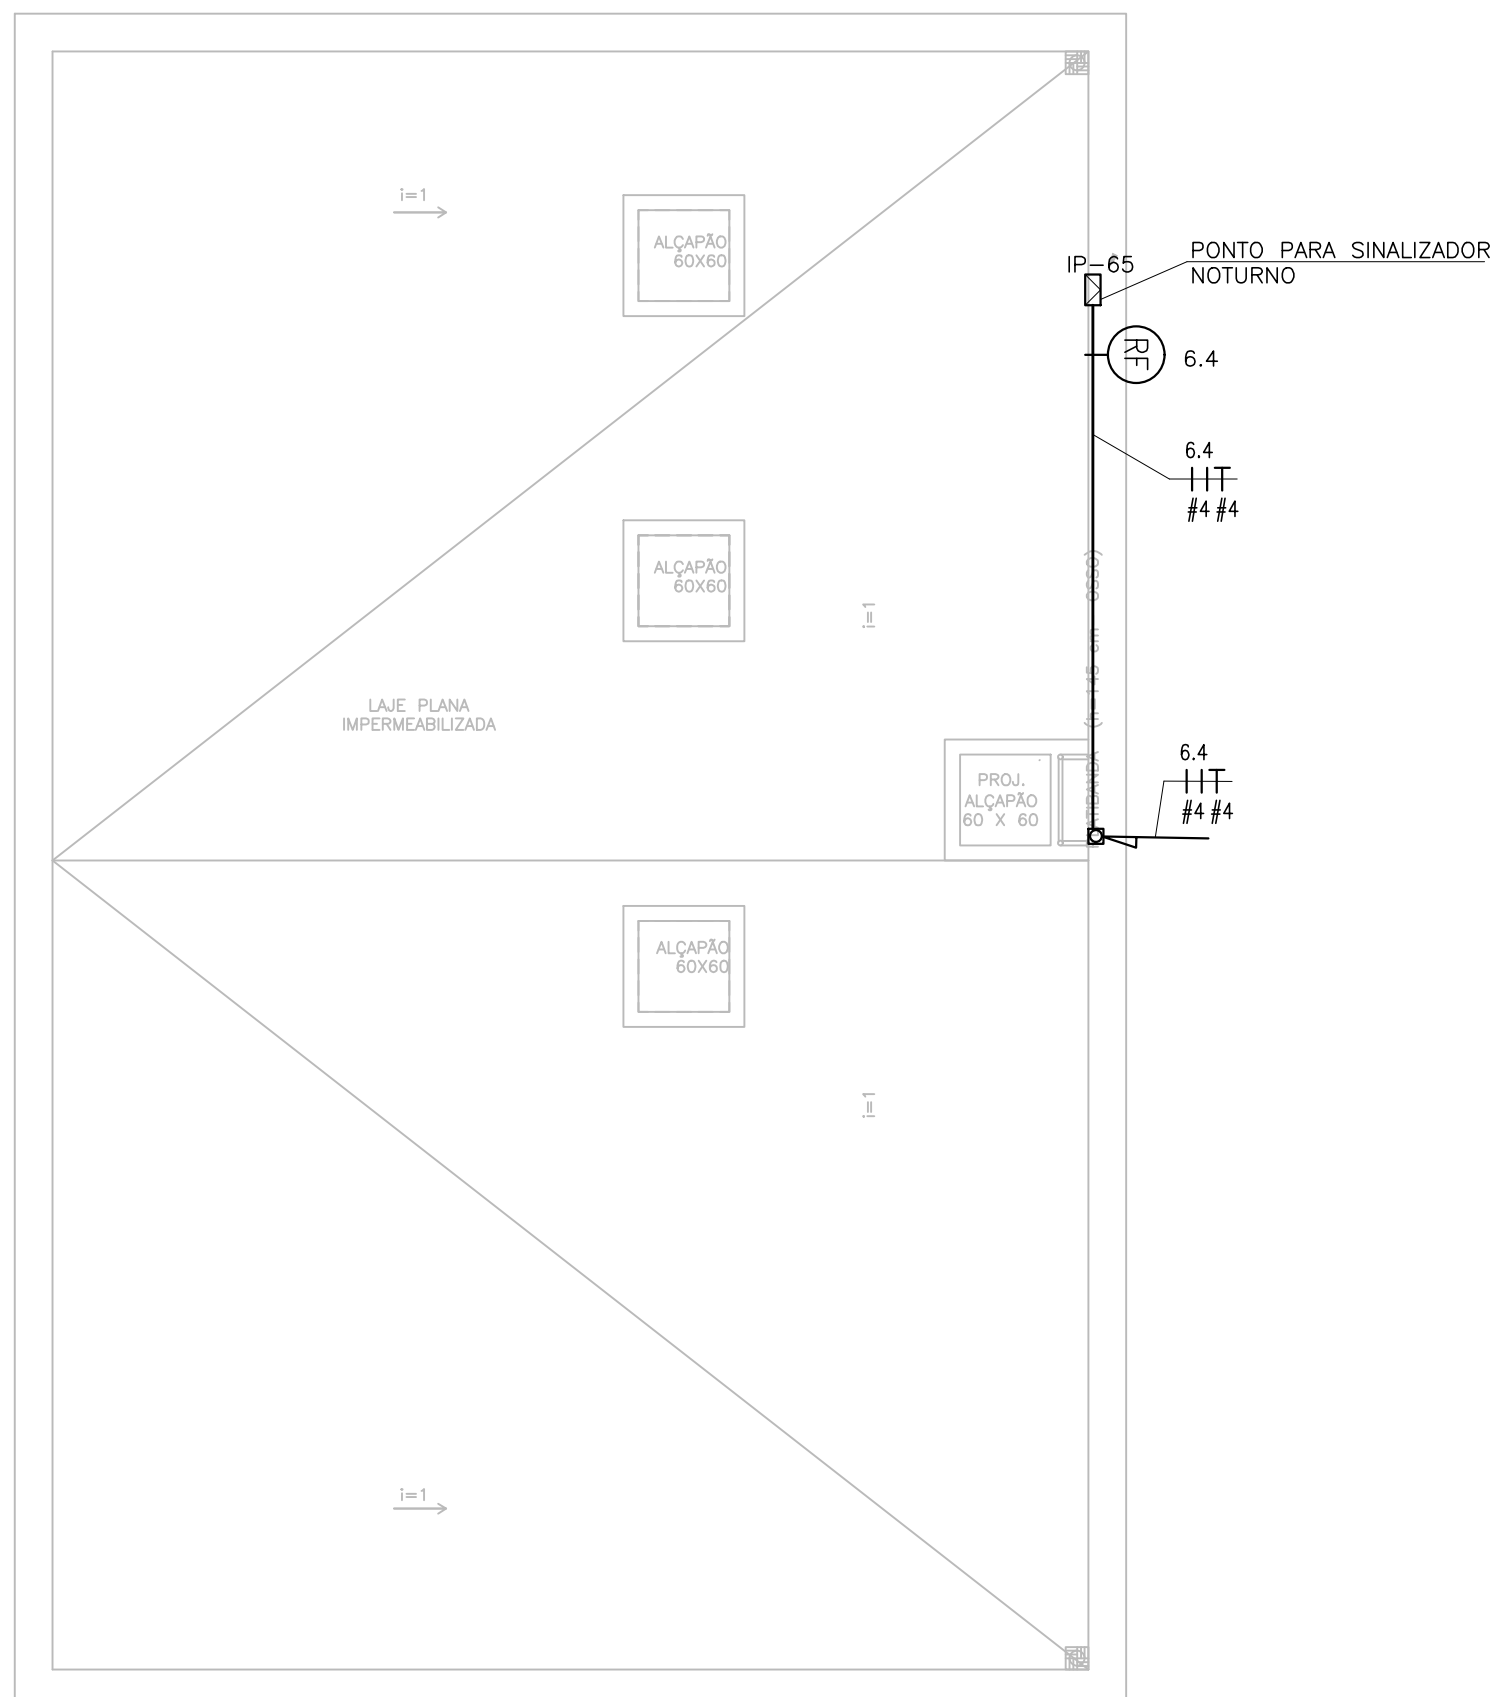 i=1
ALÇAPÃO
60X60
PONTO PARA SINALIZADOR
NOTURNO
IP-65
RF
6.4
6.4
#4 #4
ALÇAPÃO
60X60
i=1
LAJE PLANA
IMPERMEABILIZADA
PROJ.
ALÇAPÃO
60 X 60
6.4
#4 #4
ALÇAPÃO
60X60
i=1
i=1